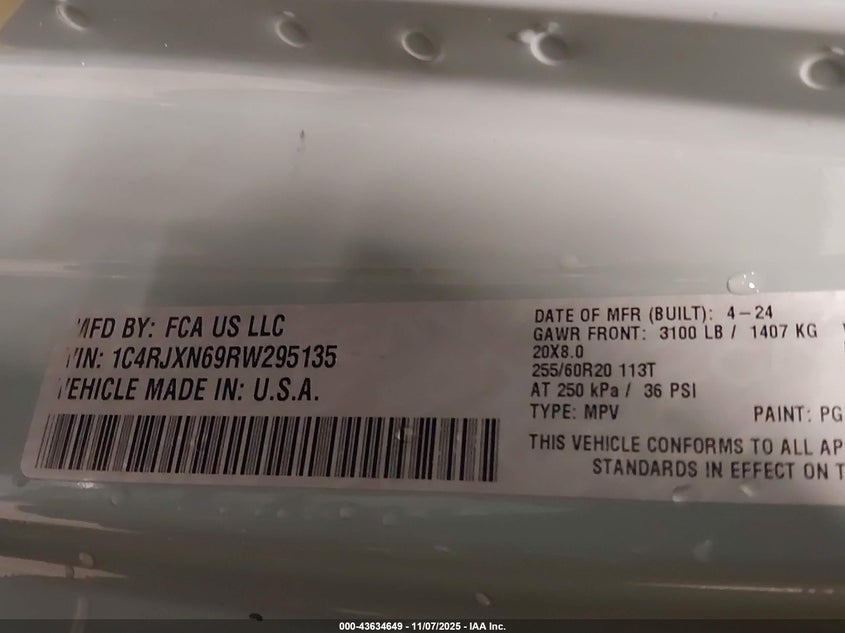 MFD BY: FCA US LLC
VIN: 1C4RJXN69RW295135
VEHICLE MADE IN: U.S.A.
DATE OF MFR (BUILT): 4-24
GAWR FRONT: 3100 LB / 1407 KG
20X8.0
255/60R20 113T
AT 250 kPa / 36 PSI
TYPE: MPV PAINT: PG
THIS VEHICLE CONFORMS TO ALL AP
STANDARDS IN EFFECT ON T
000-43634649 - 11/07/2025 - IAA Inc.